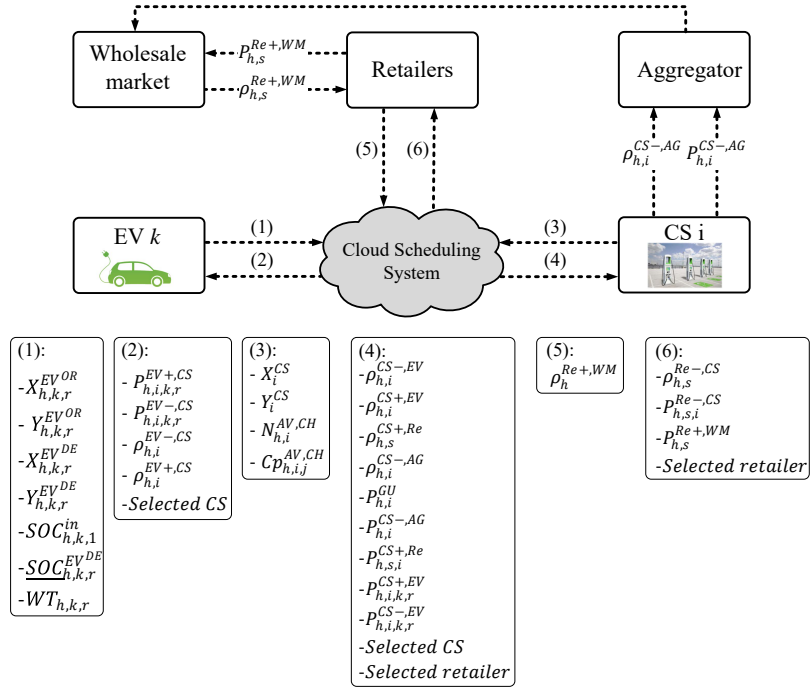 Wholesale
market
P_{h,s}^{Re+,WM}
ρ_{h,s}^{Re+,WM}
Retailers
Aggregator
(5)
(6)
ρ_{h,i}^{CS-,AG}
P_{h,i}^{CS-,AG}
EV k
(1)
(2)
Cloud Scheduling
System
(3)
(4)
CS i
(1):
-X_{h,k,r}^{EV^{OR}}
- Y_{h,k,r}^{EV^{OR}}
-X_{h,k,r}^{EV^{DE}}
-Y_{h,k,r}^{EV^{DE}}
-SOC_{h,k,1}^{in}
-\underline{SOC}_{h,k,r}^{EV^{DE}}
-WT_{h,k,r}
(2):
- P_{h,i,k,r}^{EV+,CS}
- P_{h,i,k,r}^{EV-,CS}
- ρ_{h,i}^{EV-,CS}
- ρ_{h,i}^{EV+,CS}
-Selected CS
(3):
- X_i^{CS}
- Y_i^{CS}
- N_{h,i}^{AV,CH}
- Cp_{h,i,j}^{AV,CH}
(4):
-ρ_{h,i}^{CS-,EV}
-ρ_{h,i}^{CS+,EV}
-ρ_{h,s}^{CS+,Re}
-ρ_{h,i}^{CS-,AG}
-P_{h,i}^{GU}
-P_{h,i}^{CS-,AG}
-P_{h,s,i}^{CS+,Re}
-P_{h,i,k,r}^{CS+,EV}
-P_{h,i,k,r}^{CS-,EV}
-Selected CS
-Selected retailer
(5):
ρ_h^{Re+,WM}
(6):
-ρ_{h,s}^{Re-,CS}
-P_{h,s,i}^{Re-,CS}
-P_{h,s}^{Re+,WM}
-Selected retailer